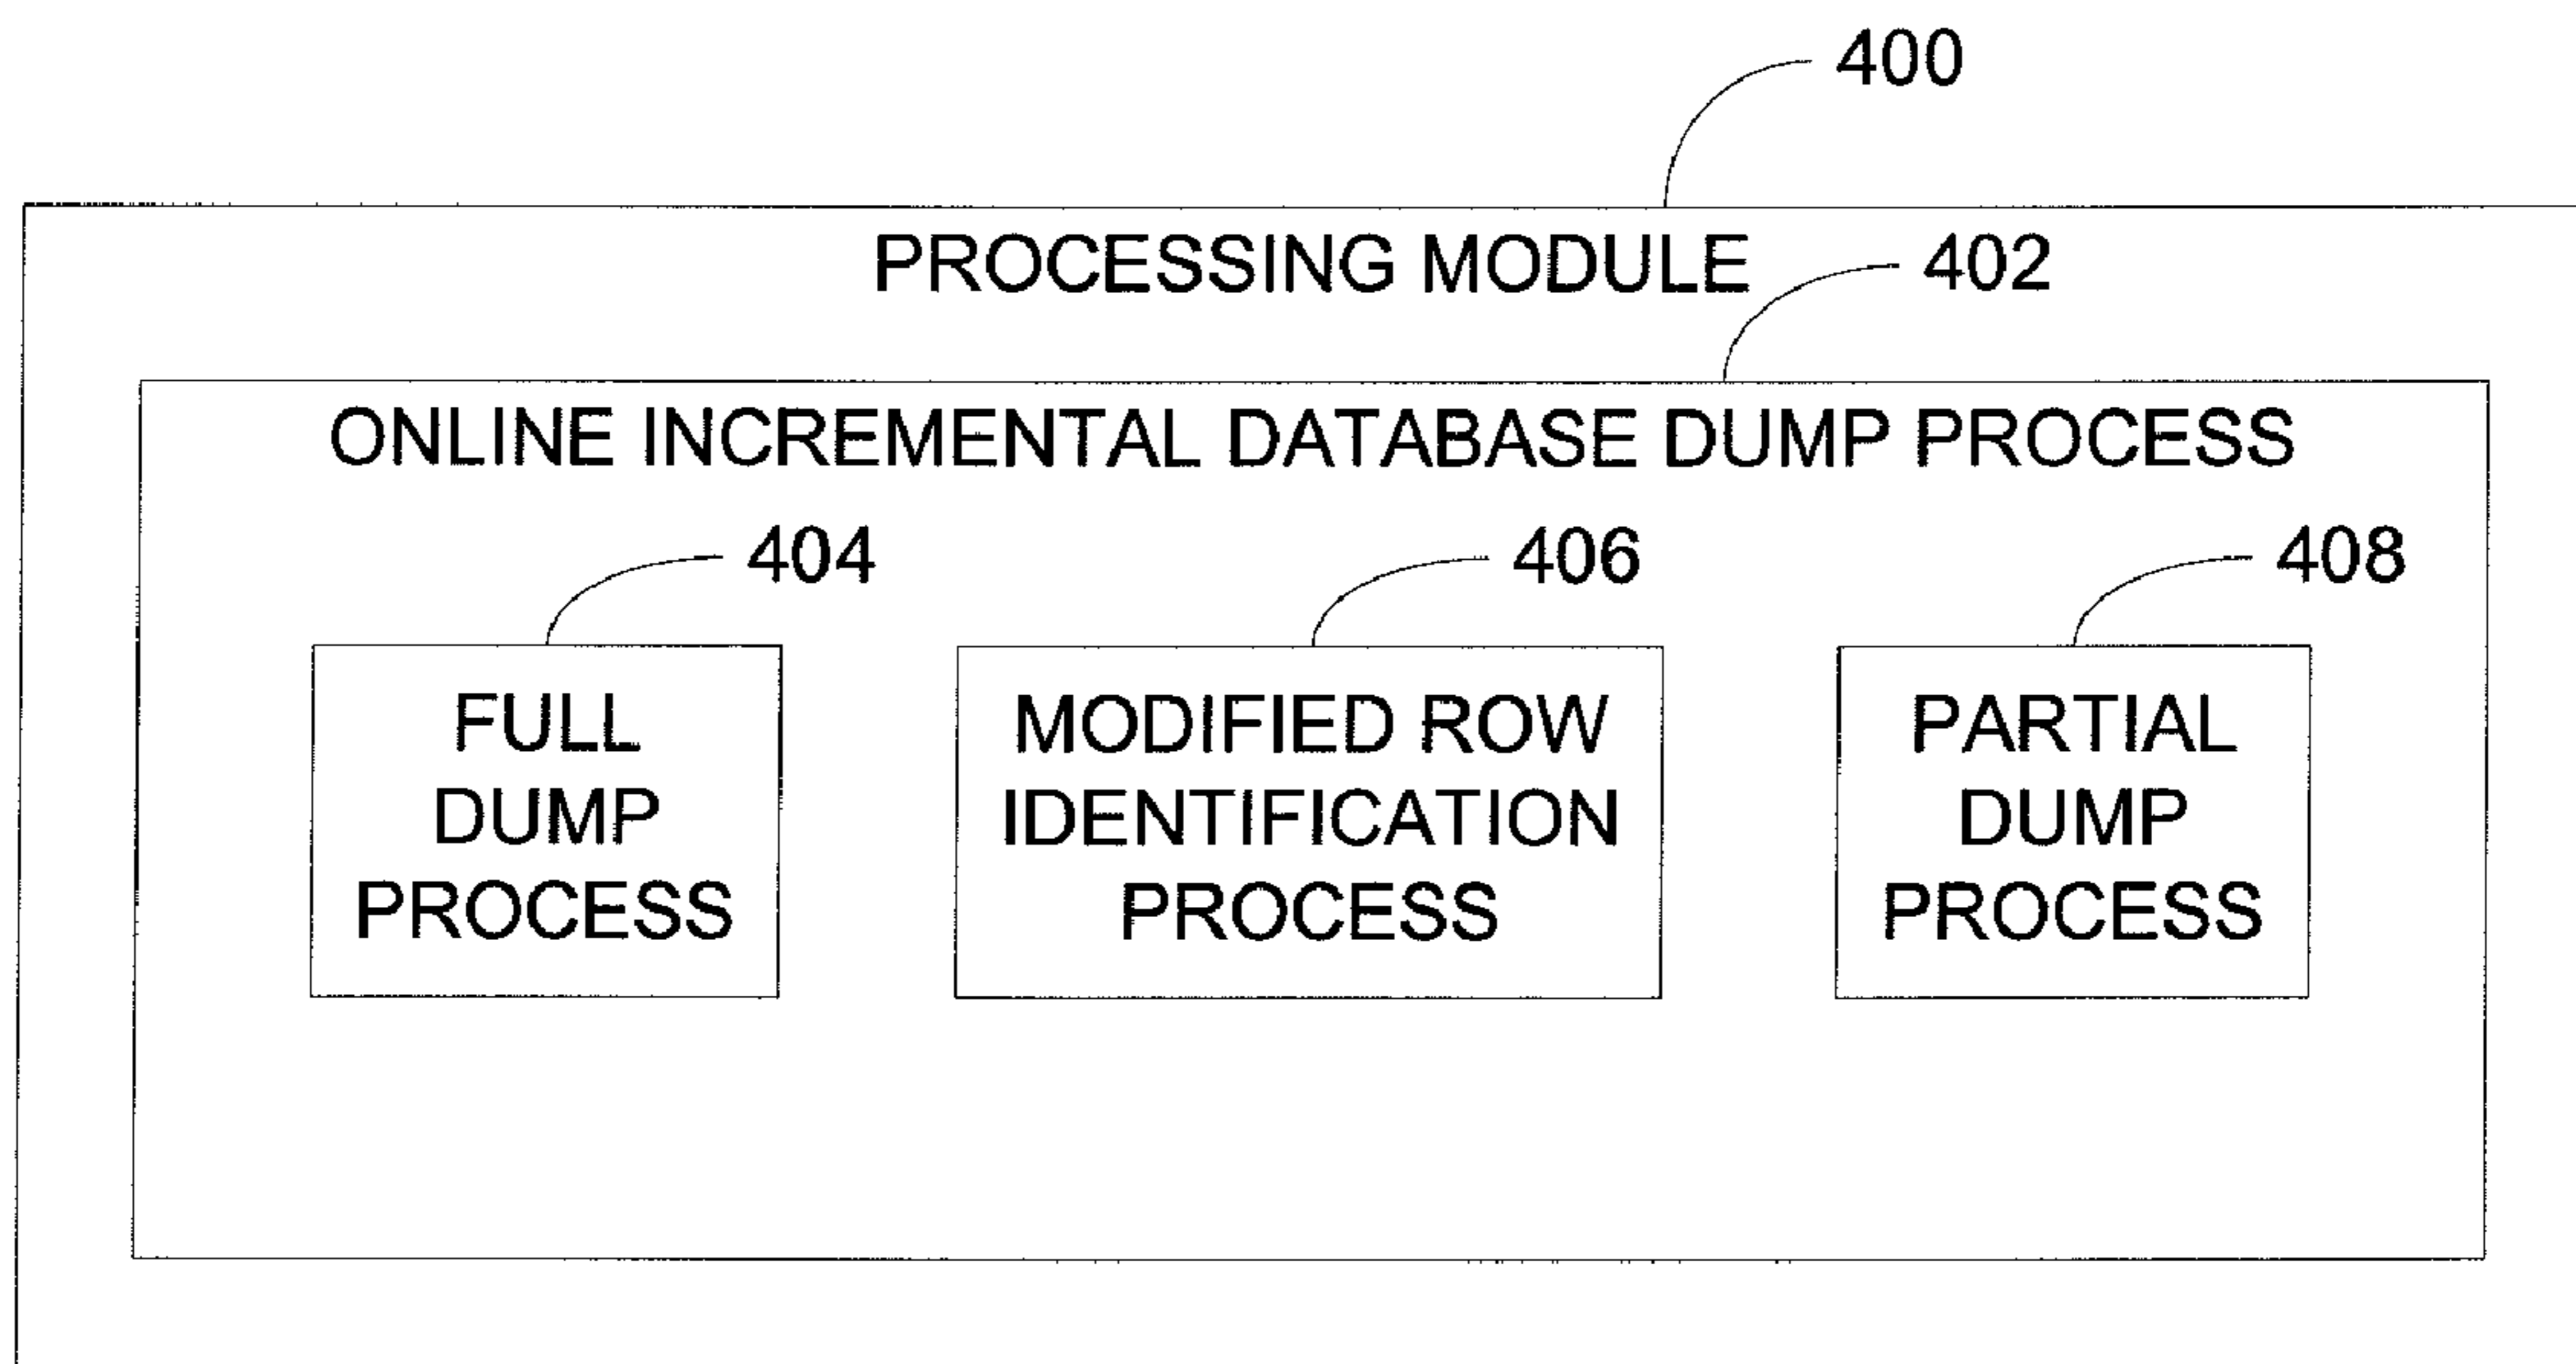 400
PROCESSING MODULE
402
ONLINE INCREMENTAL DATABASE DUMP PROCESS
404
406
408
FULL
DUMP
PROCESS
MODIFIED ROW
IDENTIFICATION
PROCESS
PARTIAL
DUMP
PROCESS